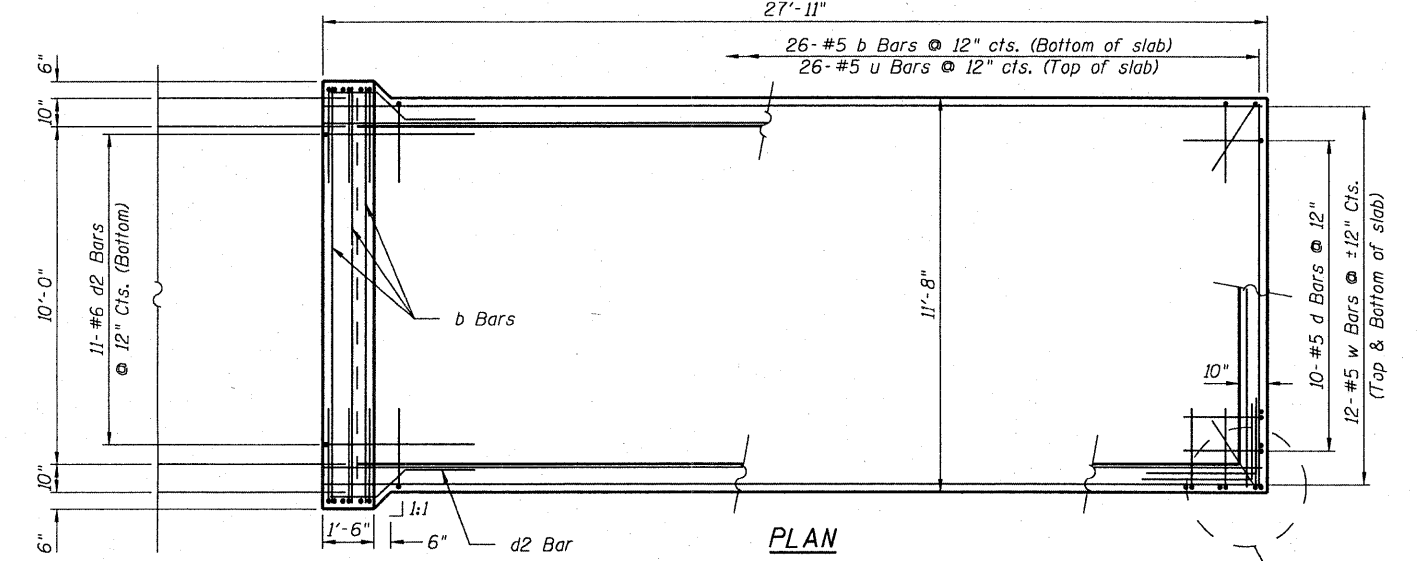 27'-11"
26- #5 b Bars @ 12" cts. (Bottom of slab)
26- #5 u Bars @ 12" cts. (Top of slab)
6"
10"
10'-0"
10"
6"
11- #6 d2 Bars
@ 12" Cts. (Bottom)
b Bars
11'-8"
10"
10- #5 d Bars @ 12"
12- #5 w Bars @ ±12" Cts.
(Top & Bottom of slab)
1'-6"
1:1
6"
d2 Bar
PLAN